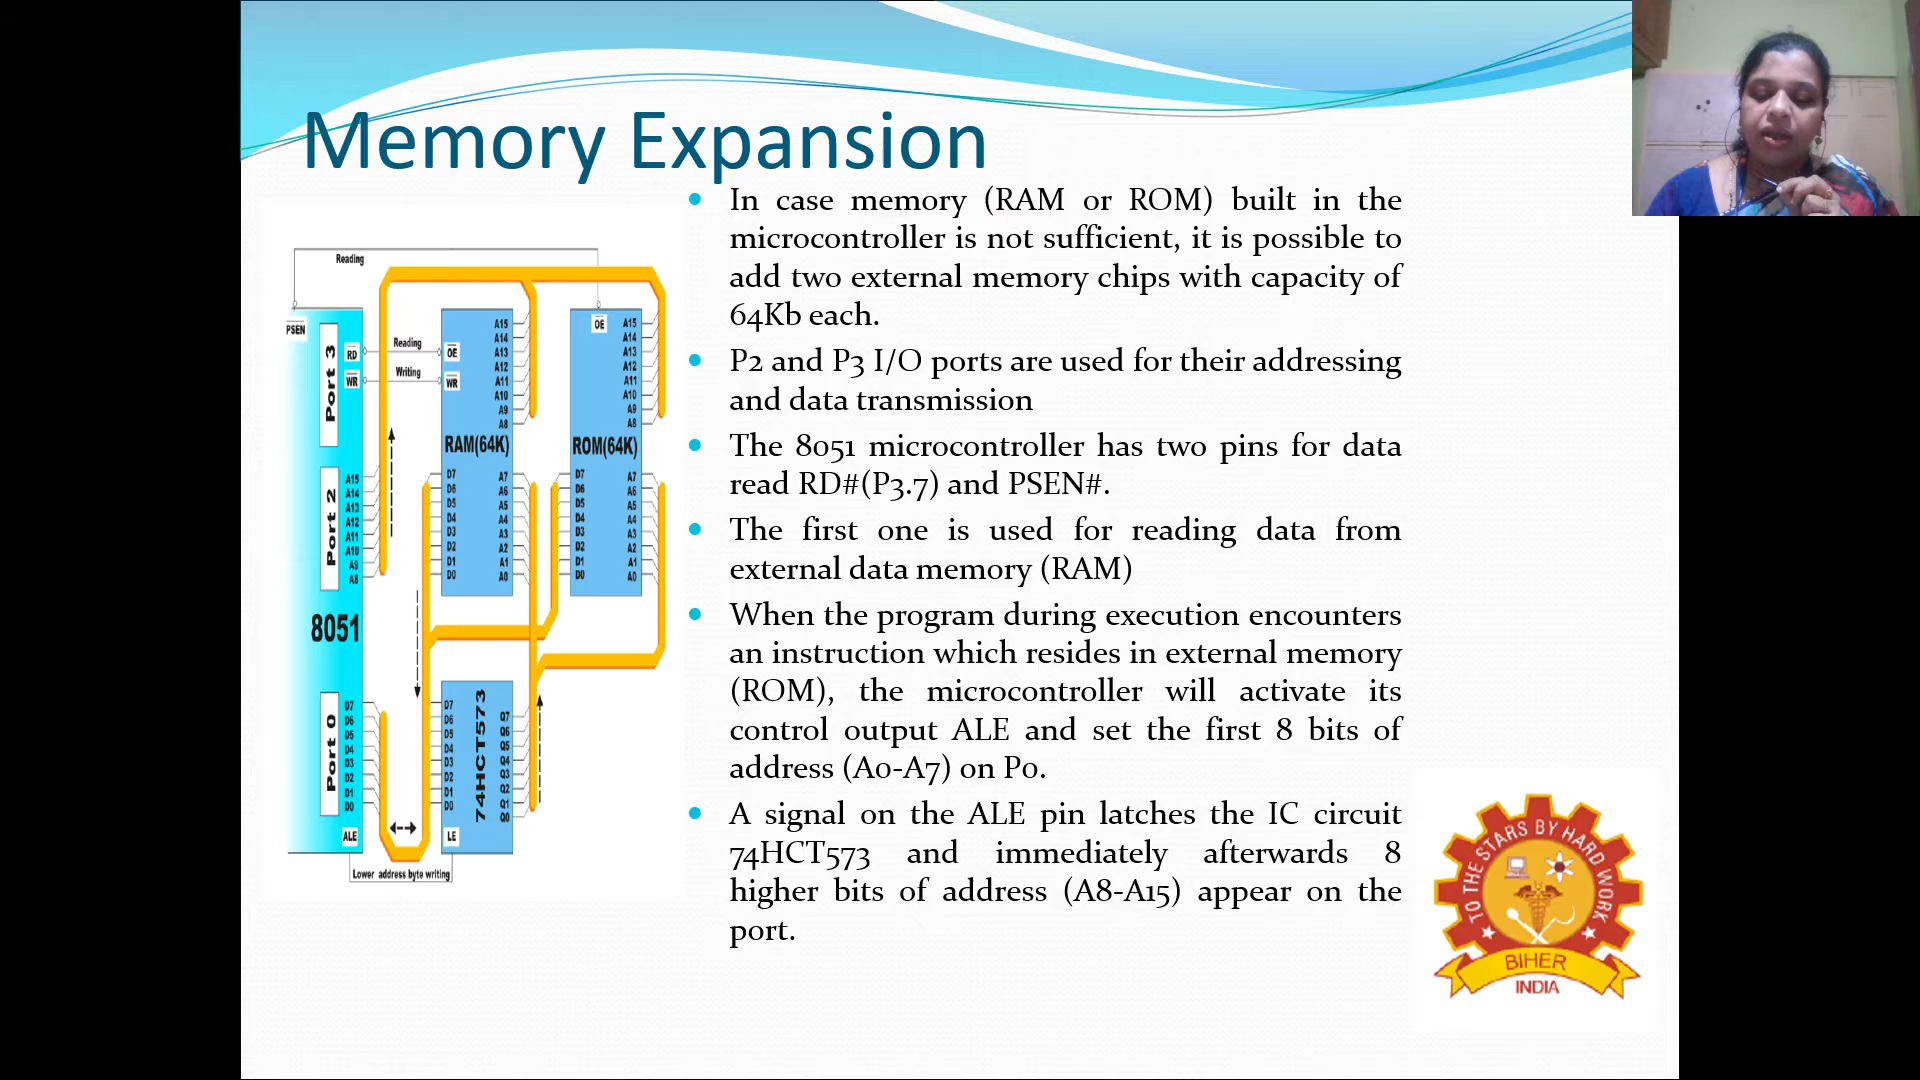 Memory Expansion
In case memory (RAM or ROM) built in the
microcontroller is not sufficient, it is possible to
add two external memory chips with capacity of
64Kb each.
P2 and P3 I/O ports are used for their addressing
and data transmission
The 8051 microcontroller has two pins for data
read RD#(P3.7) and PSEN#.
The first one is used for reading data from
external data memory (RAM)
When the program during execution encounters
an instruction which resides in external memory
(ROM), the microcontroller will activate its
control output ALE and set the first 8 bits of
address (A0-A7) on P0.
A signal on the ALE pin latches the IC circuit
74HCT573 and immediately afterwards 8
higher bits of address (A8-A15) appear on the
port.
Reading
PSEN
Port 3
RD
WR
Reading
Writing
Port 2
A15
A14
A13
A12
A11
A10
A9
A8
8051
Port 0
D7
D6
D5
D4
D3
D2
D1
D0
ALE
Lower address byte writing
OE
WR
A15
A14
A13
A12
A11
A10
A9
A8
RAM(64K)
D7
D6
D5
D4
D3
D2
D1
D0
A7
A6
A5
A4
A3
A2
A1
A0
OE
A15
A14
A13
A12
A11
A10
A9
A8
ROM(64K)
D7
D6
D5
D4
D3
D2
D1
D0
A7
A6
A5
A4
A3
A2
A1
A0
D7
D6
D5
D4
D3
D2
D1
D0
LE
74HCT573
Q7
Q6
Q5
Q4
Q3
Q2
Q1
Q0
TO THE STARS BY HARD WORK
BIHER
INDIA